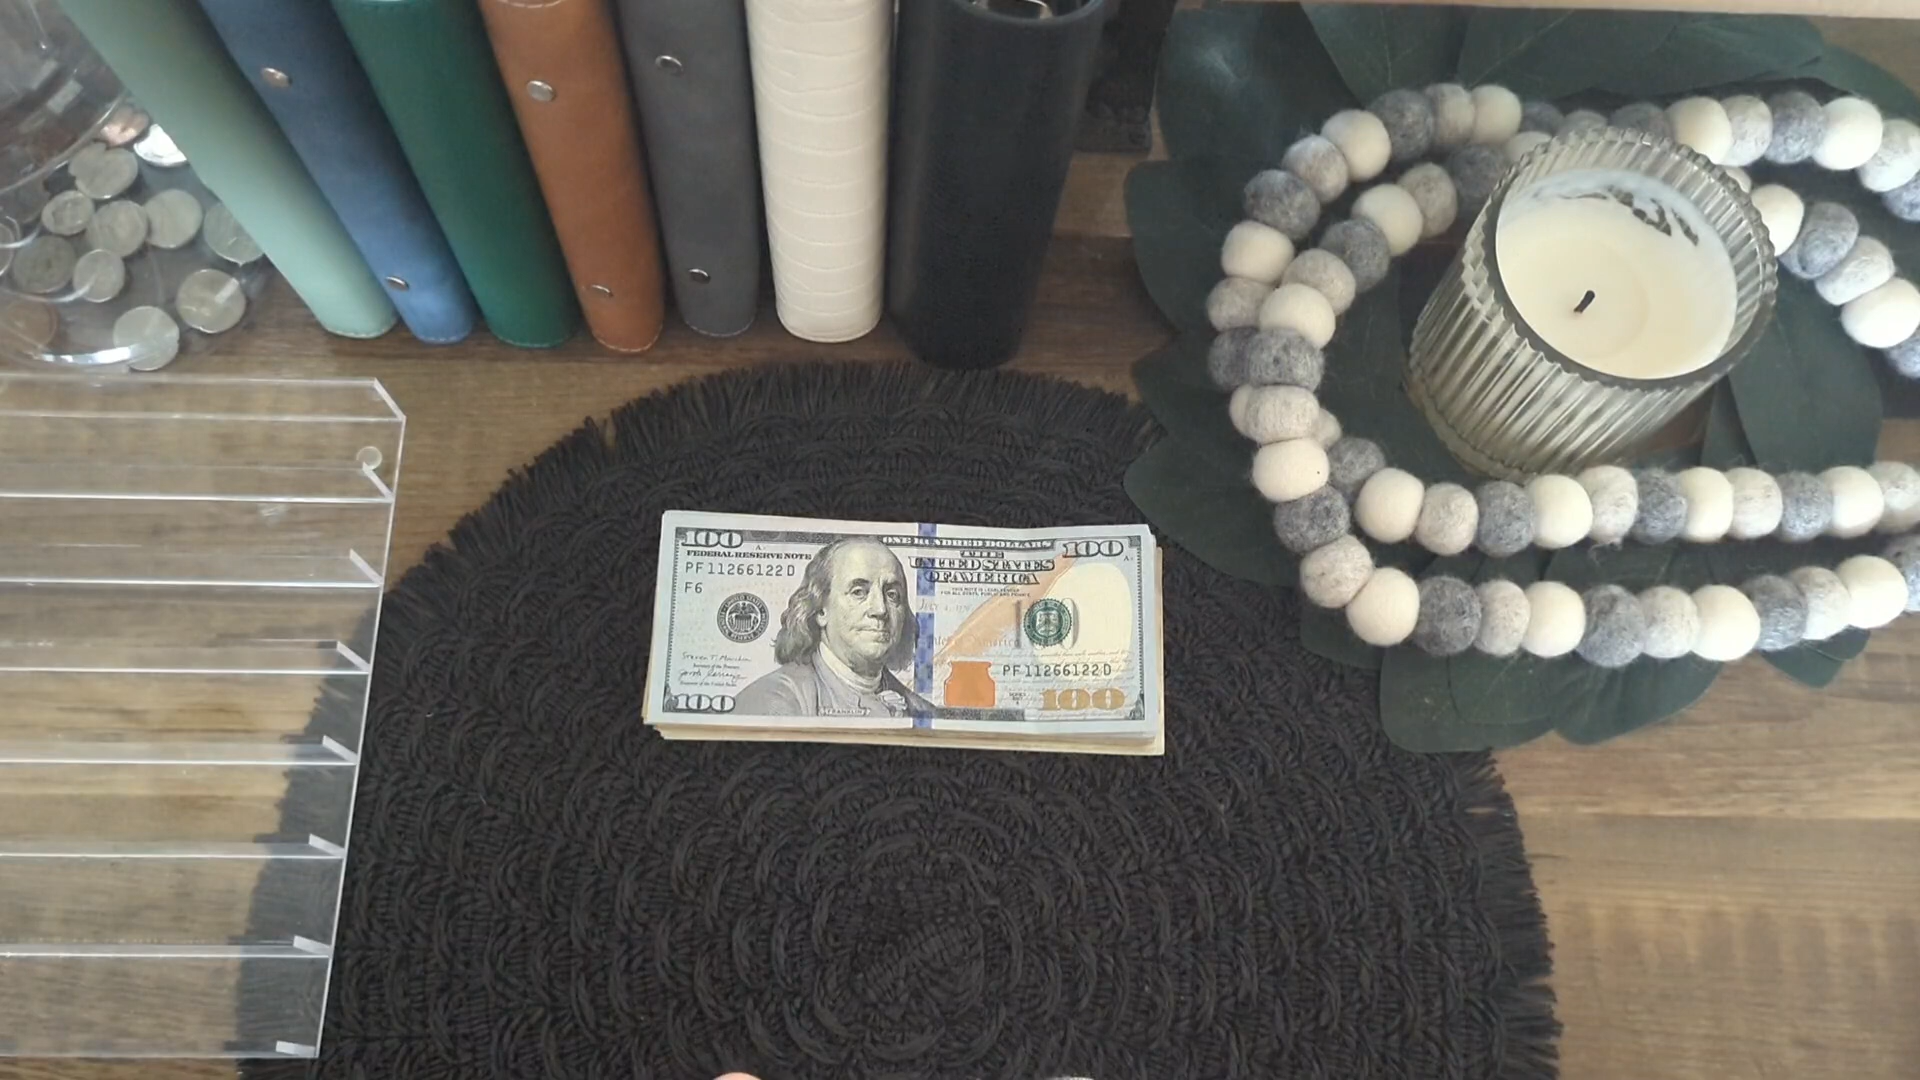 100
A
FEDERAL RESERVE NOTE
PF 11266122 D
F6
ONE HUNDRED DOLLARS
100
THE
UNITED STATES
OF AMERICA
PF 11266122 D
100
FRANKLIN
100